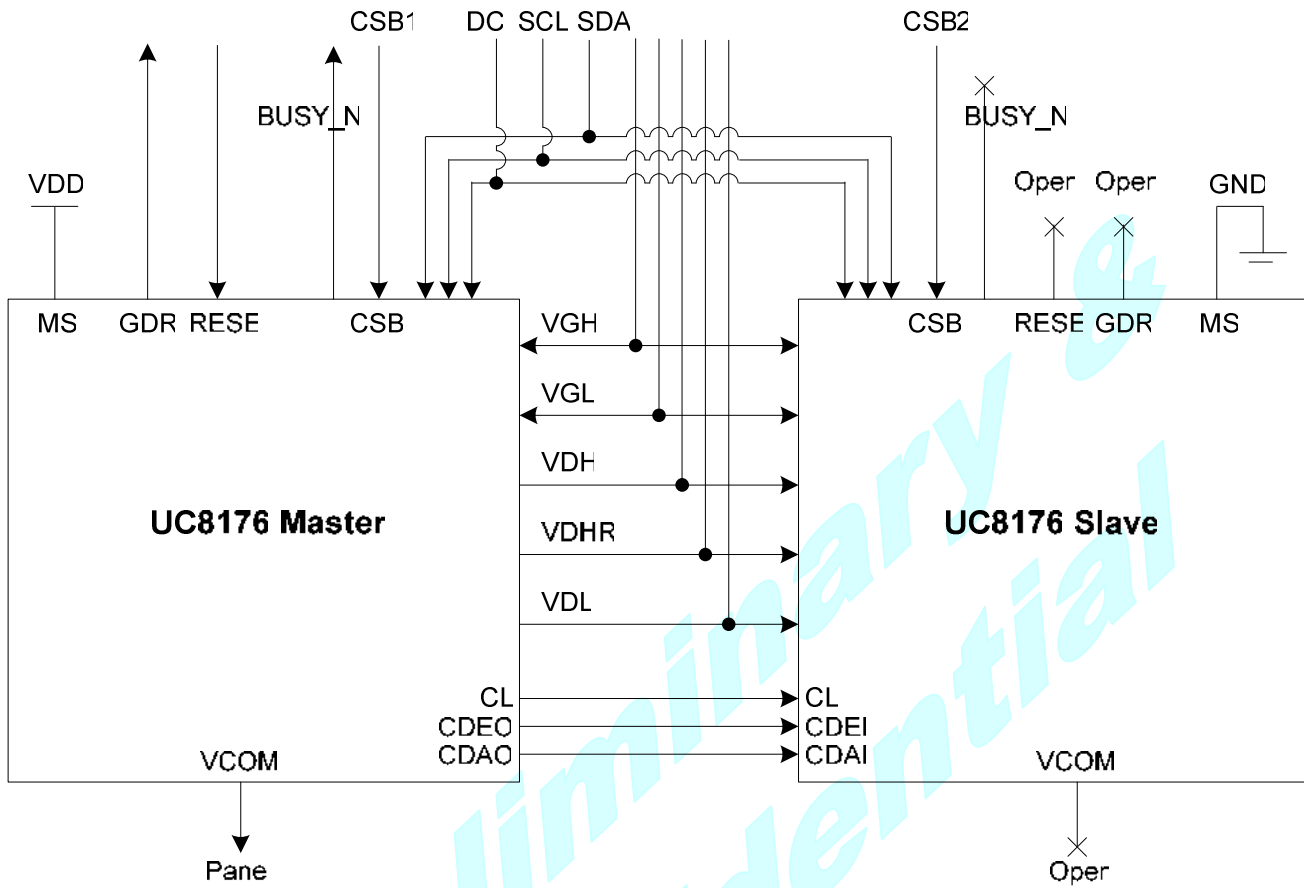 CSB1 DC SCL SDA CSB2
BUSY_N BUSY_N
VDD Oper Oper GND
MS GDR RESE CSB VGH CSB RESE GDR MS
VGL
VDH
UC8176 Master UC8176 Slave
VDHR
VDL
CL CL
CDEO CDEI
CDAO CDAI
VCOM VCOM
Pane Oper
liminary &
dential